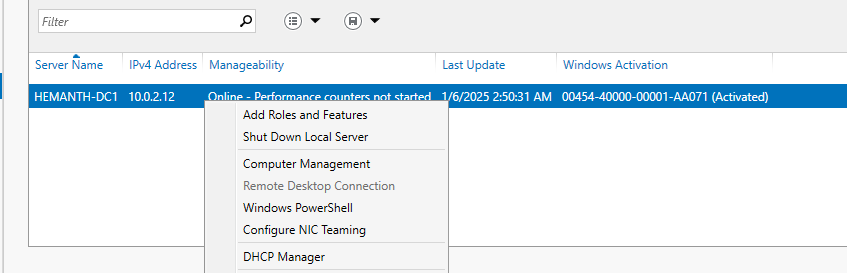 Filter
Server Name IPv4 Address Manageability Last Update Windows Activation
HEMANTH-DC1 10.0.2.12 Online - Performance counters not started 1/6/2025 2:50:31 AM 00454-40000-00001-AA071 (Activated)
Add Roles and Features
Shut Down Local Server
Computer Management
Remote Desktop Connection
Windows PowerShell
Configure NIC Teaming
DHCP Manager